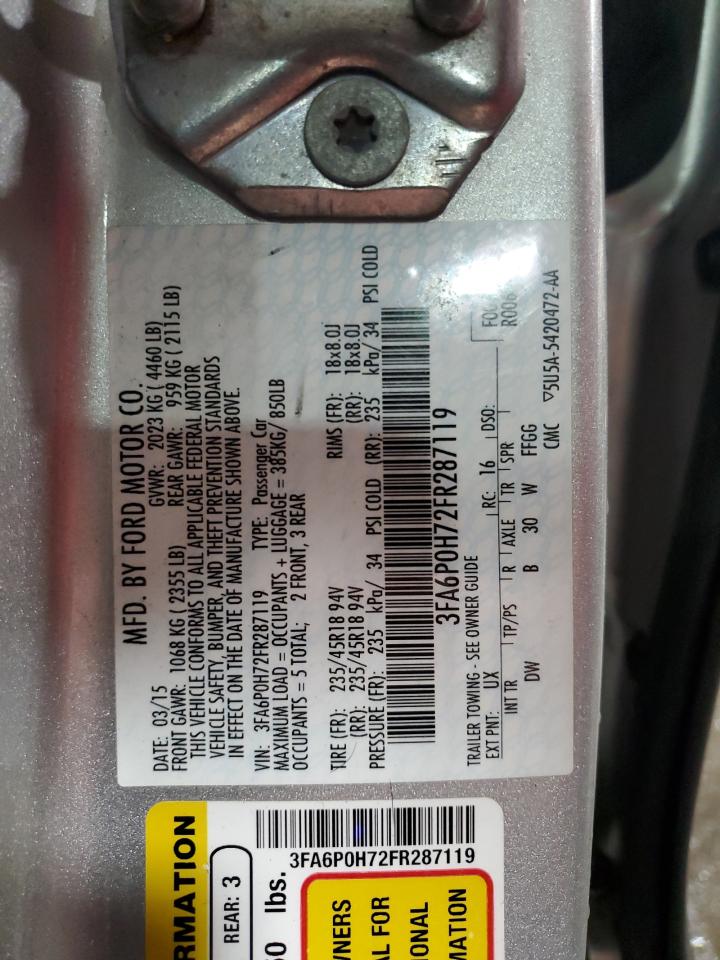 MFD. BY FORD MOTOR CO.
DATE: 03/15 GVWR: 2023 KG ( 4460 LB)
FRONT GAWR: 1068 KG ( 2355 LB) REAR GAWR: 959 KG ( 2115 LB)
THIS VEHICLE CONFORMS TO ALL APPLICABLE FEDERAL MOTOR
VEHICLE SAFETY, BUMPER, AND THEFT PREVENTION STANDARDS
IN EFFECT ON THE DATE OF MANUFACTURE SHOWN ABOVE.
VIN: 3FA6P0H72FR287119 TYPE: Passenger Car
MAXIMUM LOAD = OCCUPANTS + LUGGAGE = 385KG/ 850LB
OCCUPANTS = 5 TOTAL; 2 FRONT, 3 REAR
TIRE (FR): 235/45R18 94V RIMS (FR): 18x8.0J
(RR): 235/45R18 94V (RR): 18x8.0J
PRESSURE (FR): 235 kPa/ 34 PSI COLD (RR): 235 kPa/ 34 PSI COLD
3FA6P0H72FR287119
TRAILER TOWING - SEE OWNER GUIDE
EXT PNT: UX RC: 16 DSO:
INT TR TP/PS R AXLE TR SPR
DW B 30 W FFGG
CMC ▽5U5A-5420472-AA
3FA6P0H72FR287119
REAR: 3
lbs.